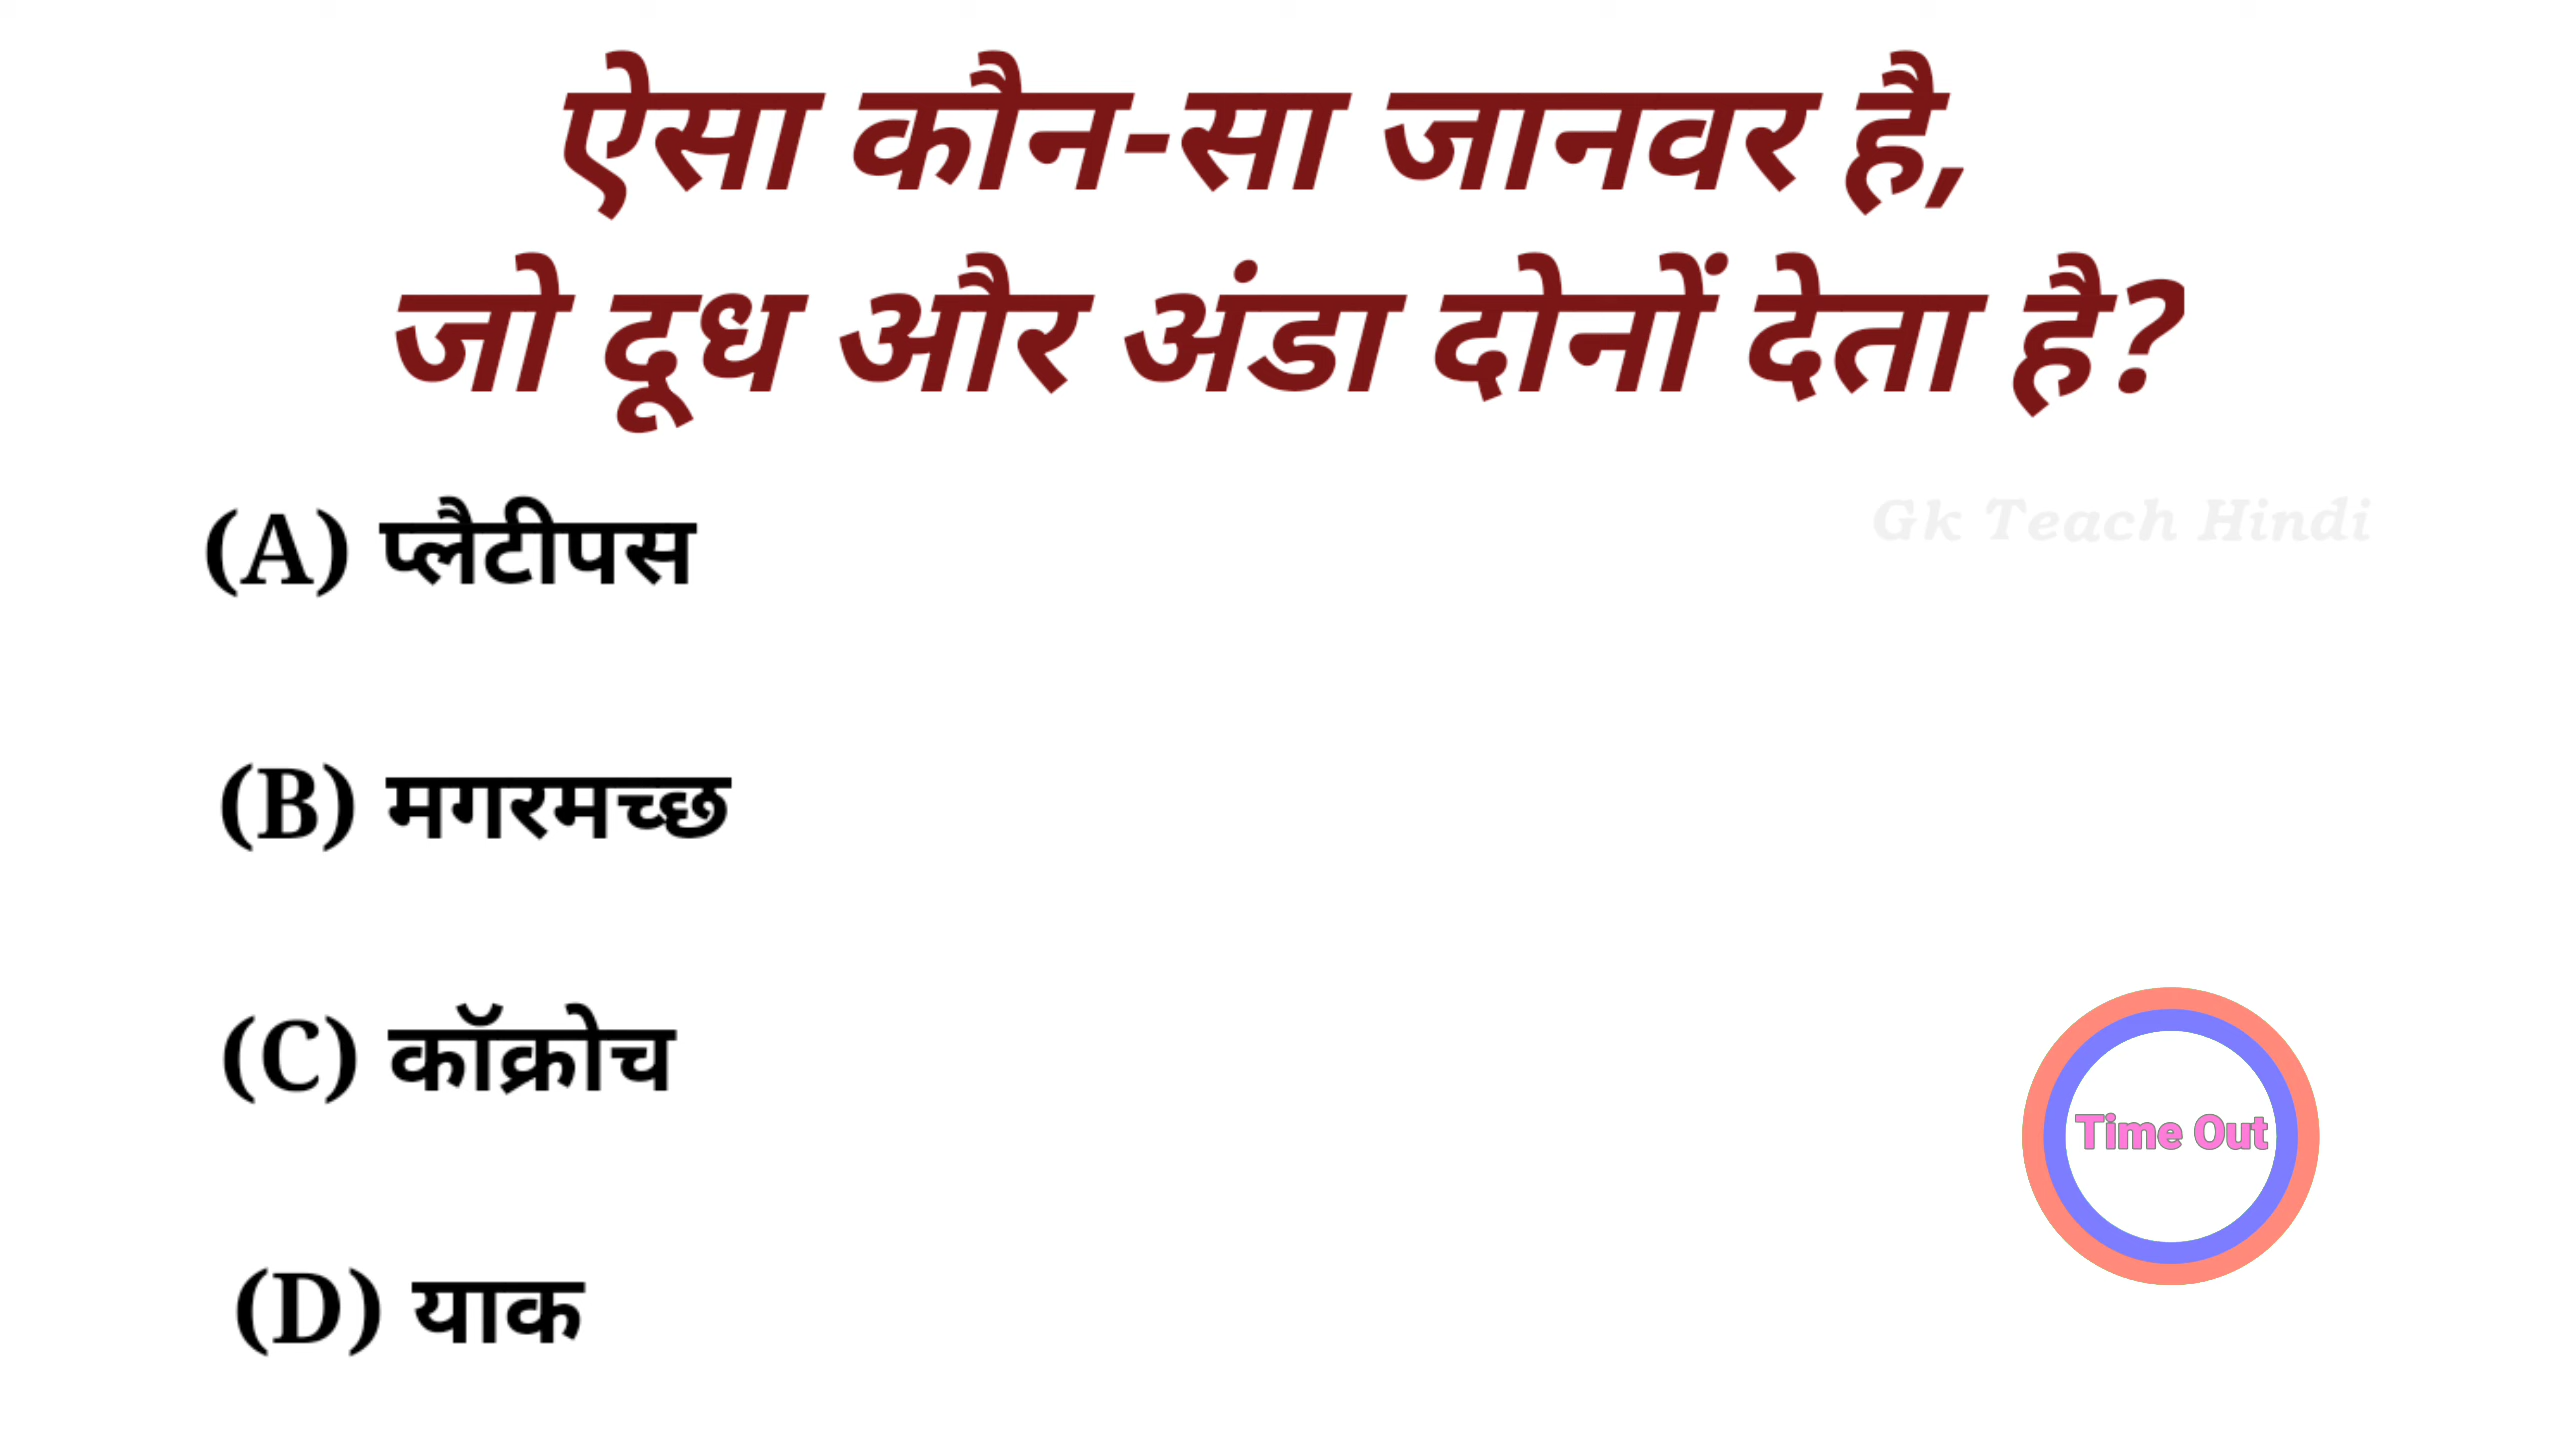 ऐसा कौन-सा जानवर है,
जो दूध और अंडा दोनों देता है?
Gk Teach Hindi
(A) प्लैटीपस
(B) मगरमच्छ
(C) कॉक्रोच
Time Out
(D) याक